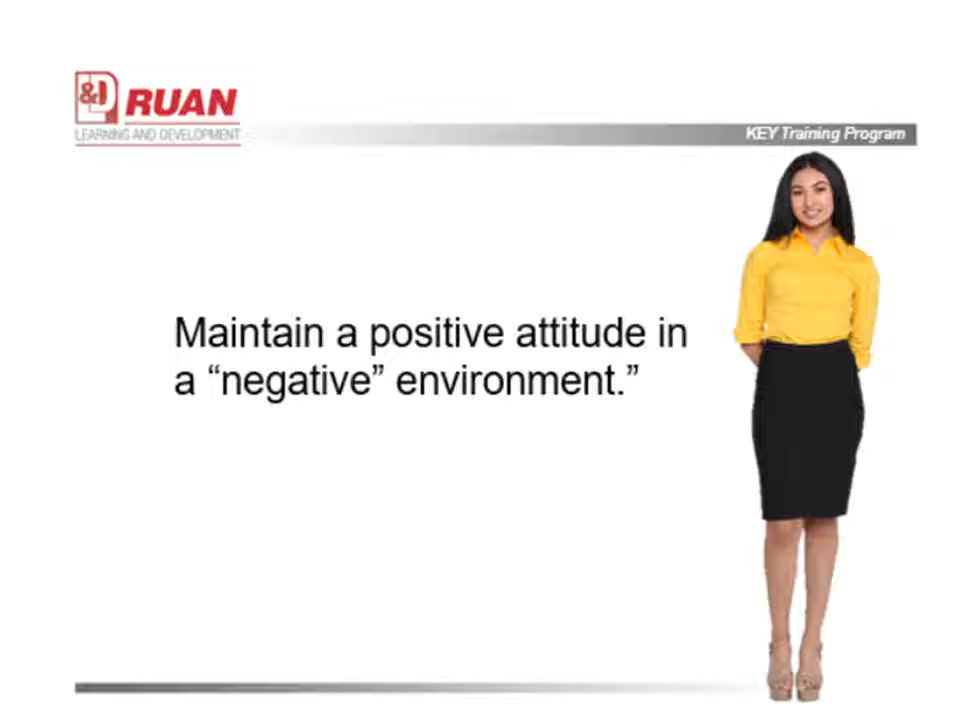 &
L D RUAN
LEARNING AND DEVELOPMENT
KEY Training Program
Maintain a positive attitude in
a “negative” environment.”